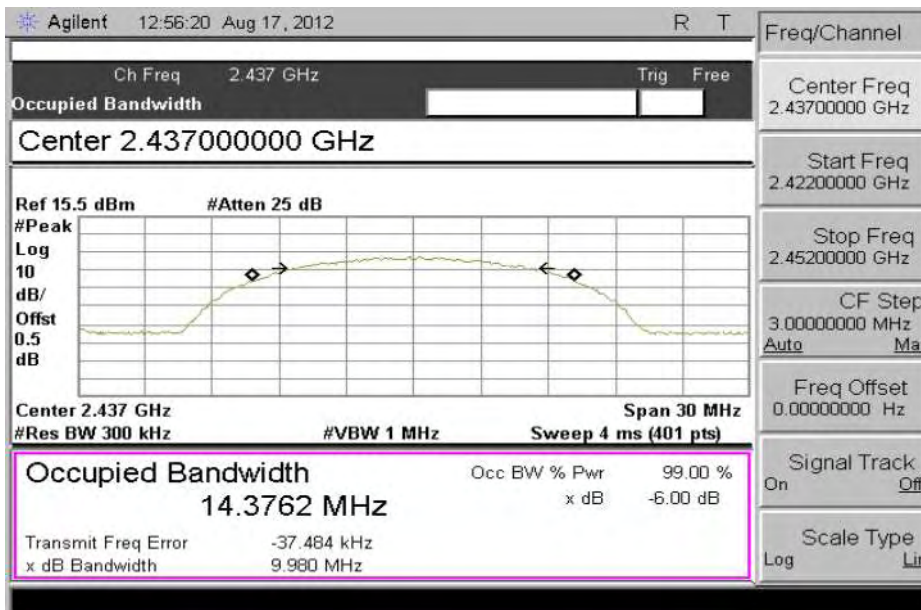 Agilent 12:56:20 Aug 17, 2012 R T
Freq/Channel
Ch Freq 2.437 GHz Trig Free
Occupied Bandwidth
Center 2.437000000 GHz
Center Freq
2.43700000 GHz
Start Freq
2.42200000 GHz
Stop Freq
2.45200000 GHz
CF Step
3.00000000 MHz
Auto Ma
Freq Offset
0.00000000 Hz
Signal Track
On Off
Scale Type
Log Lin
Ref 15.5 dBm #Atten 25 dB
#Peak
Log
10
dB/
Offst
0.5
dB
Center 2.437 GHz Span 30 MHz
#Res BW 300 kHz #VBW 1 MHz Sweep 4 ms (401 pts)
Occupied Bandwidth Occ BW % Pwr 99.00 %
14.3762 MHz x dB -6.00 dB
Transmit Freq Error -37.484 kHz
x dB Bandwidth 9.980 MHz